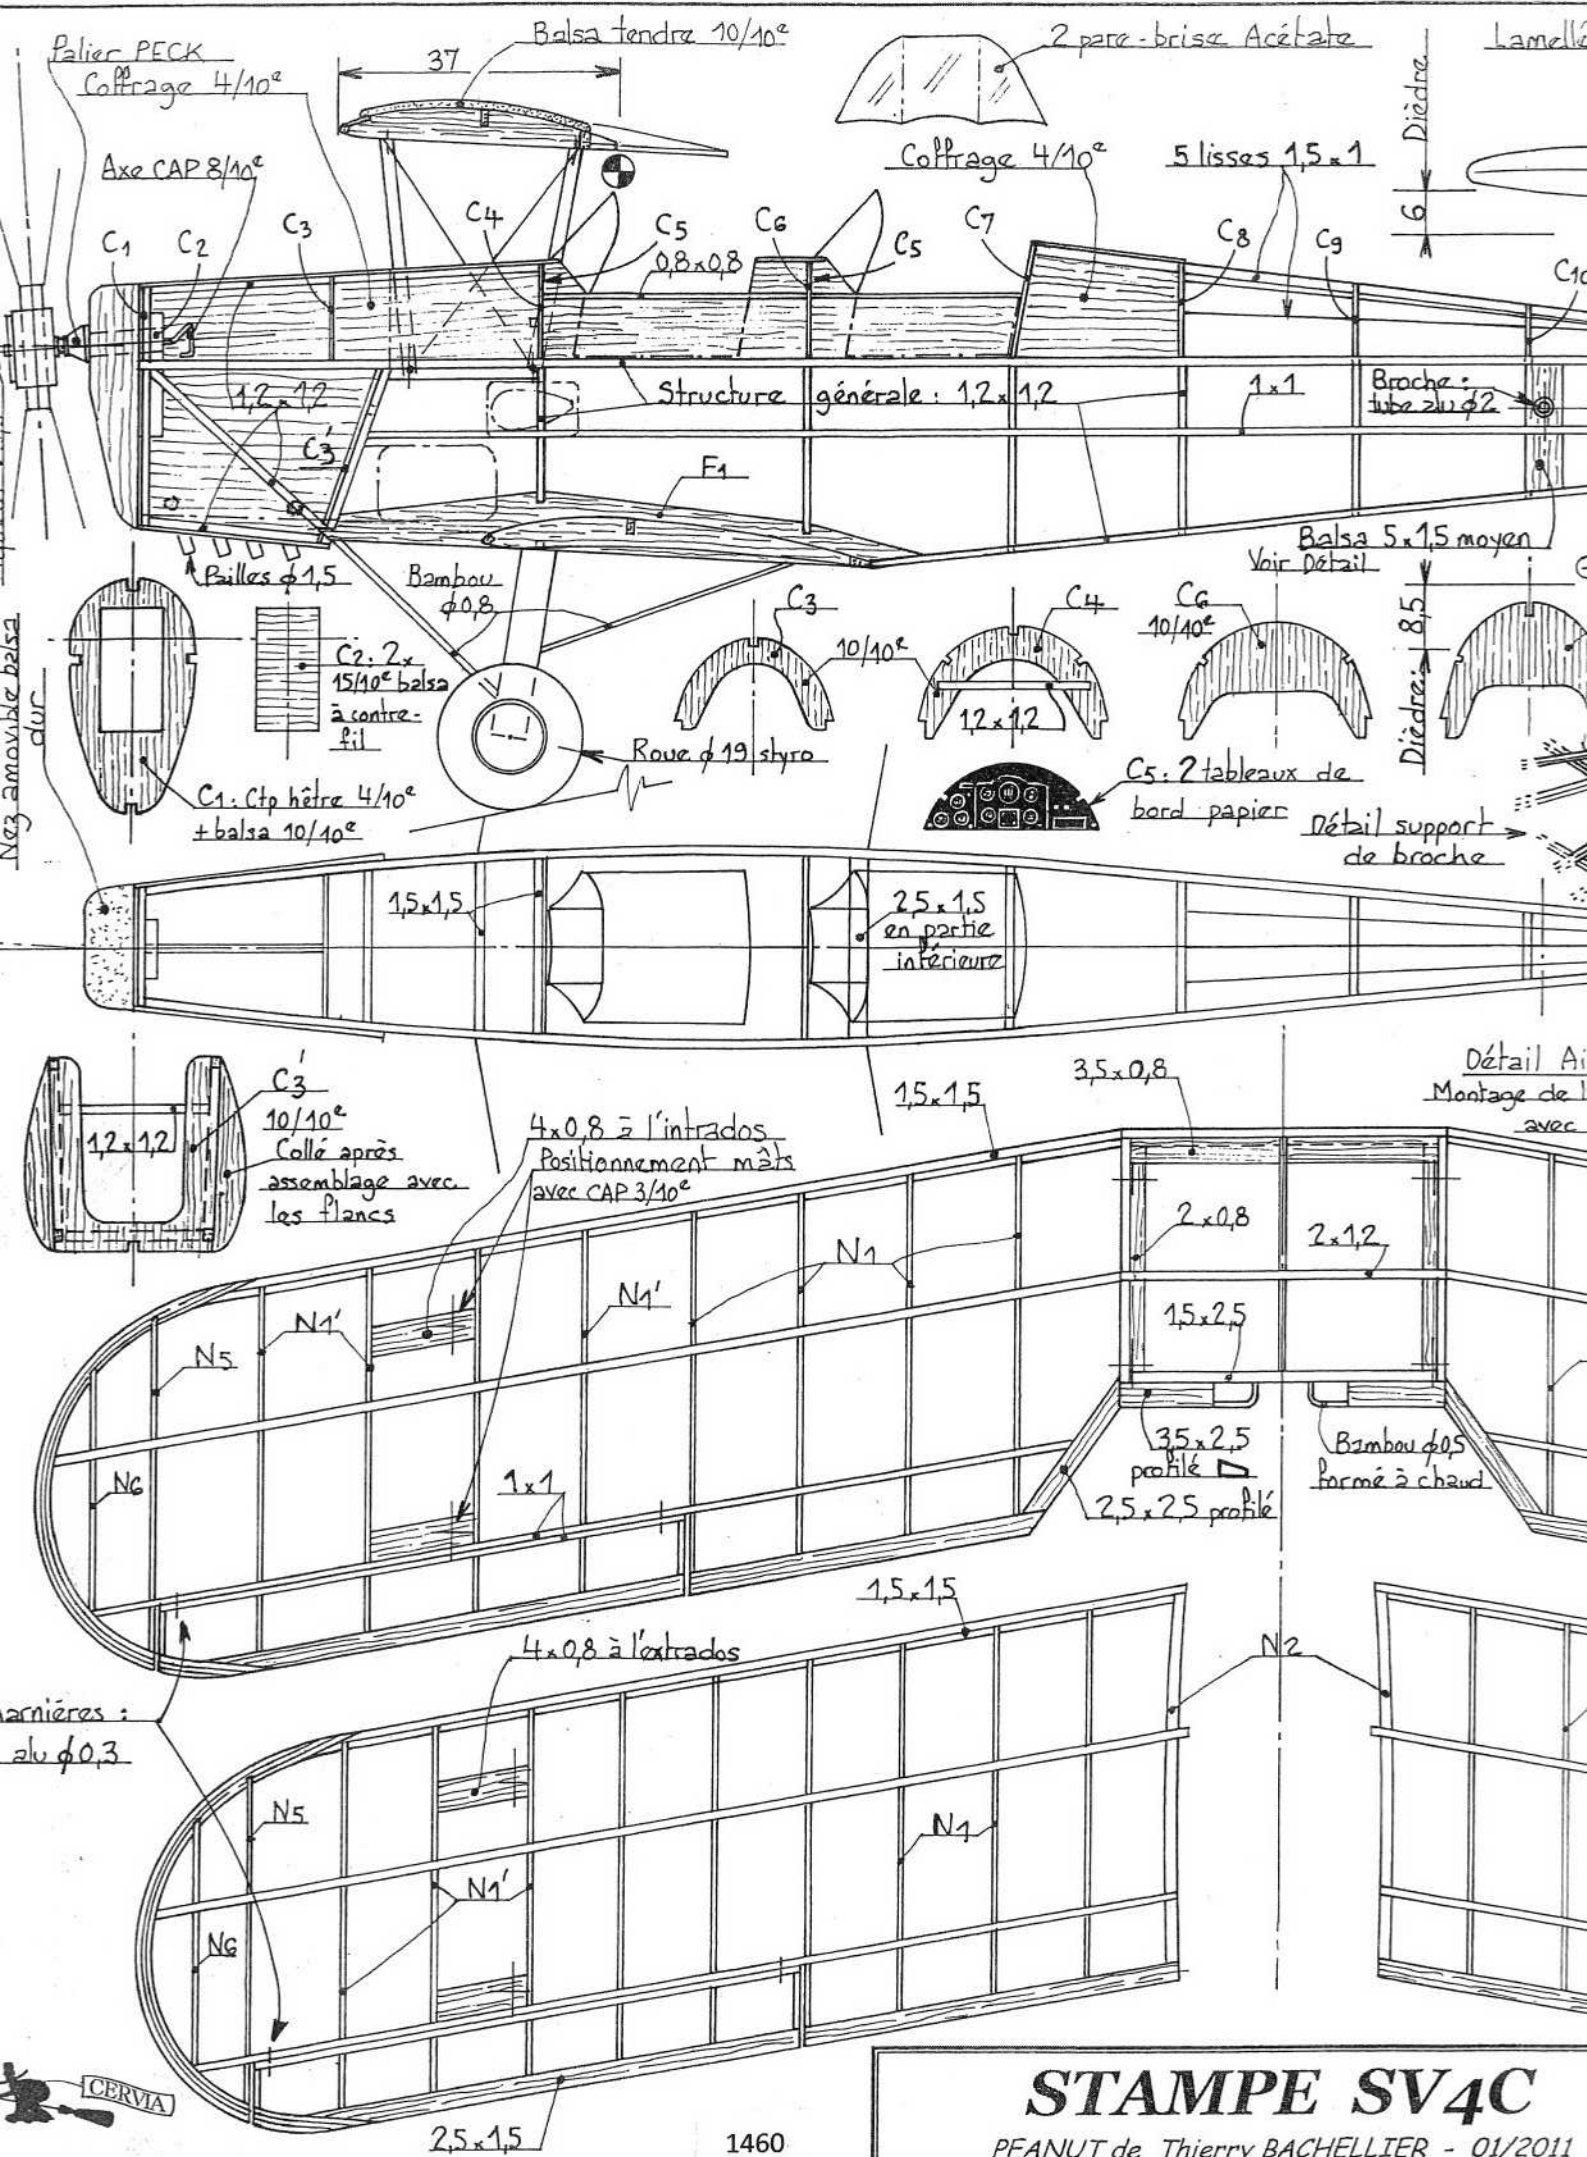 Palier PECK
Coffrage 4/10e
37
Balsa tendre 10/10e
2 pare-brise Acétate
Lamellé
Axe CAP 8/10e
Coffrage 4/10e
5 lisses 1,5 x 1
Dièdre
6
C1
C2
C3
C4
C5
0,8 x 0,8
C6
C5
C7
C8
C9
C10
1,2 x 1,2
C'3
Structure générale : 1,2 x 1,2
1 x 1
Broche :
tube alu ϕ2
F1
Pailles ϕ 1,5
Bambou
ϕ0,8
Balsa 5 x 1,5 moyen
Voir Détail
Nez amovible balsa
dur
C2 : 2x
15/10e balsa
à contre-
fil
C3
10/10e
C4
1,2 x 1,2
C6
10/10e
Dièdre : 8,5
Roue ϕ 19 styro
C1 : Ctp hêtre 4/10e
+ balsa 10/10e
C5 : 2 tableaux de
bord papier
Détail support
de broche
1,5 x 1,5
2,5 x 1,5
en partie
inférieure
C'3
10/10e
Collé après
assemblage avec
les flancs
1,2 x 1,2
4 x 0,8 à l'intrados
Positionnement mâts
avec CAP 3/10e
1,5 x 1,5
3,5 x 0,8
Détail Ai
Montage de l
avec
2 x 0,8
2 x 1,2
1,5 x 2,5
N1
N1'
N1'
N5
N6
1 x 1
3,5 x 2,5
profilé
2,5 x 2,5 profilé
Bambou ϕ0,5
formé à chaud
1,5 x 1,5
4 x 0,8 à l'extrados
N2
arnières :
alu ϕ0,3
N5
N1
N1'
N6
CERVIA
2,5 x 1,5
1460
STAMPE SV4C
PEANUT de Thierry BACHELLIER - 01/2011